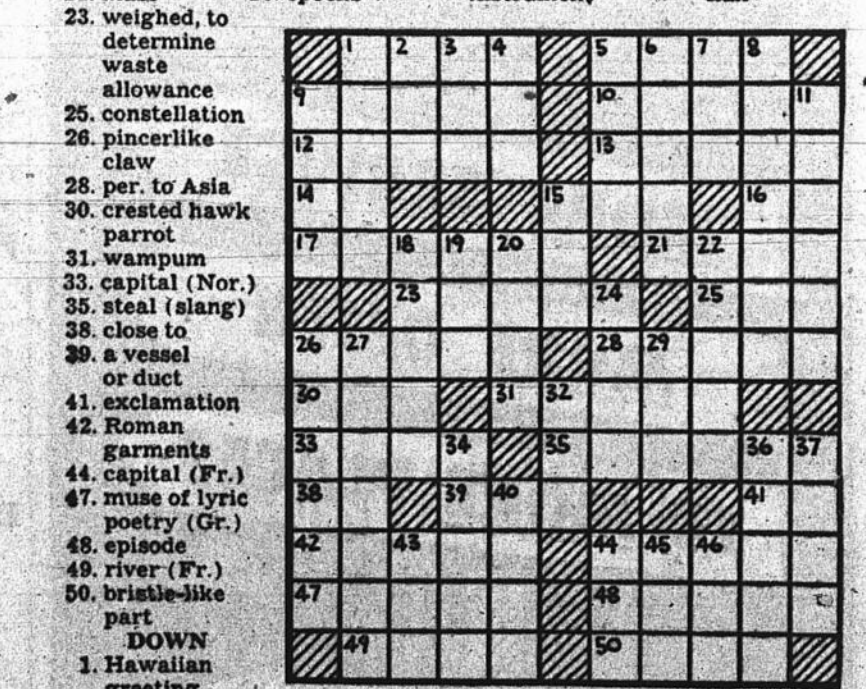 23. weighed, to
determine
waste
allowance
25. constellation
26. pincerlike
claw
28. per. to Asia
30. crested hawk
parrot
31. wampum
33. capital (Nor.)
35. steal (slang)
38. close to
39. a vessel
or duct
41. exclamation
42. Roman
garments
44. capital (Fr.)
47. muse of lyric
poetry (Gr.)
48. episode
49. river (Fr.)
50. bristle-like
part
DOWN
1. Hawaiian
greeting
1 2 3 4 5 6 7 8
9 10 11
12 13
14 15 16
17 18 19 20 21 22
23 24 25
26 27 28 29
30 31 32
33 34 35 36 37
38 39 40 41
42 43 44 45 46
47 48
49 50